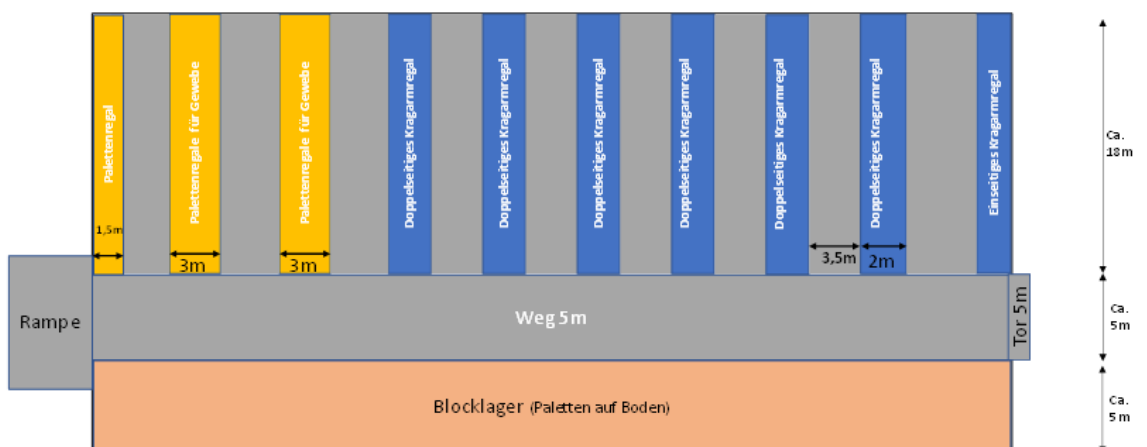 Palettenregal
Palettenregale für Gewebe
Palettenregale für Gewebe
Doppelseitiges Kragarmregal
Doppelseitiges Kragarmregal
Doppelseitiges Kragarmregal
Doppelseitiges Kragarmregal
Doppelseitiges Kragarmregal
Doppelseitiges Kragarmregal
Einseitiges Kragarmregal
Ca.
18m
1,5m
3m
3m
3,5m
2m
Rampe
Weg 5m
Tor 5m
Ca.
5m
Blocklager (Paletten auf Boden)
Ca.
5m